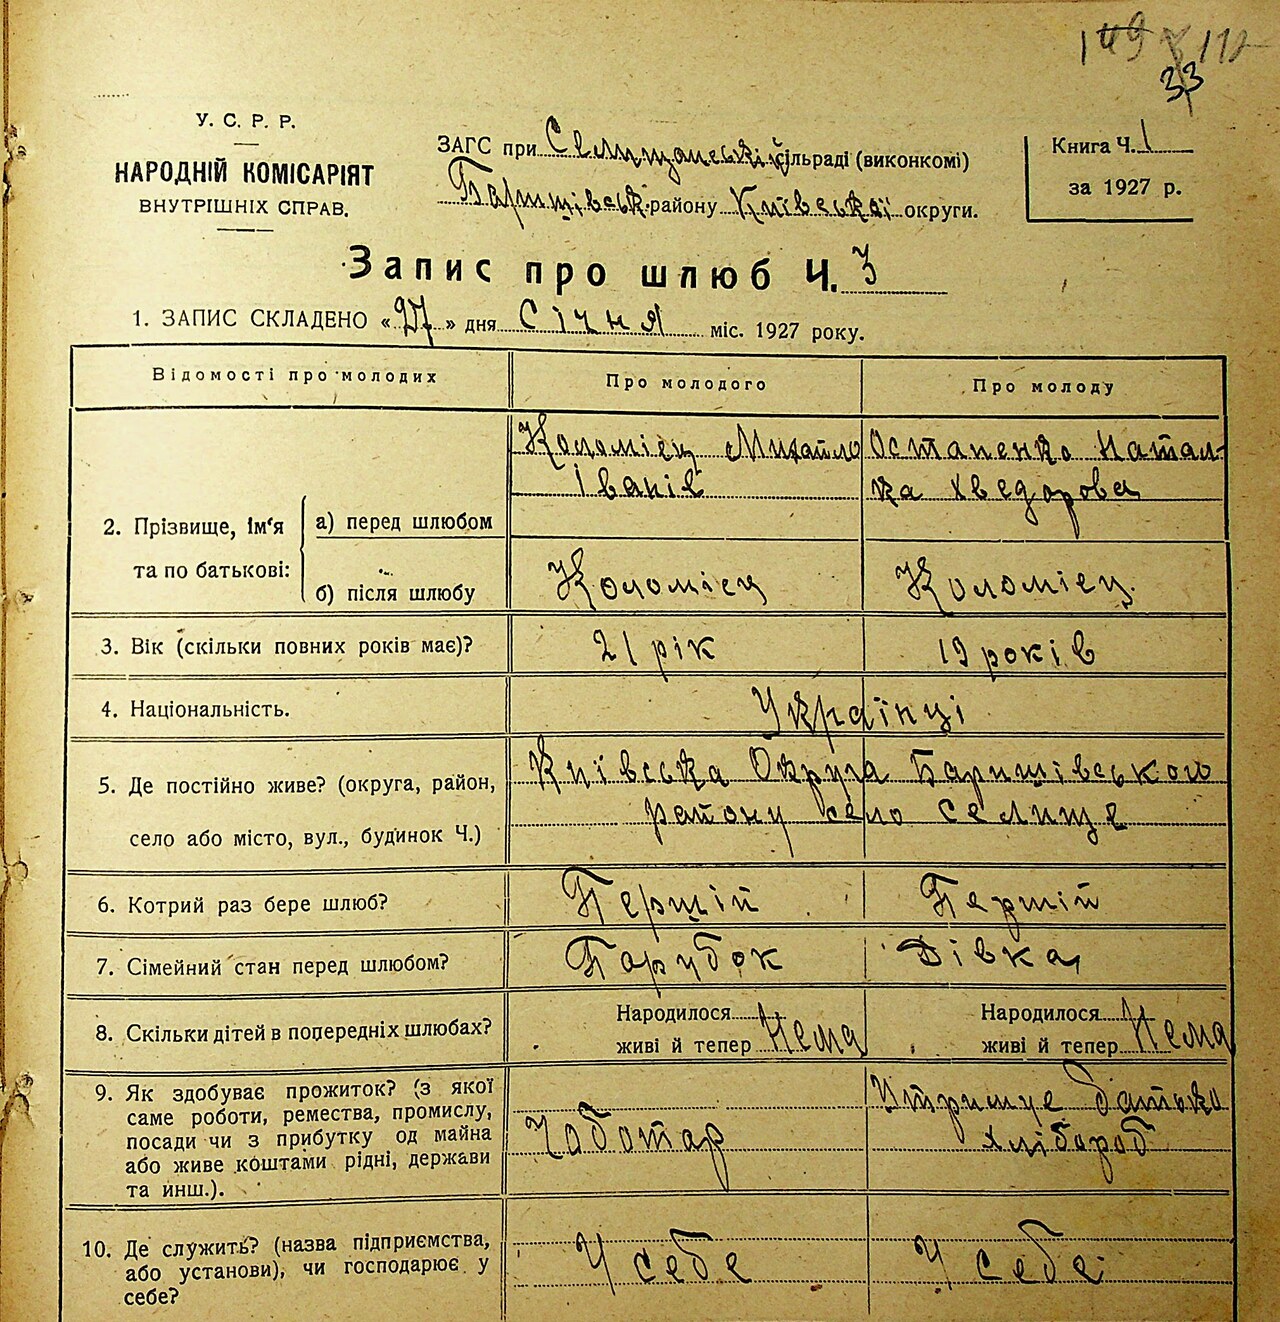 149 112
33
У. С. Р. Р.
НАРОДНІЙ КОМІСАРІЯТ
ВНУТРІШНІХ СПРАВ.
ЗАГС при Селищанській сільраді (виконкомі)
Баришівськ. району Київської округи.
Книга Ч. 1
за 1927 р.
Запис про шлюб Ч. 3
1. ЗАПИС СКЛАДЕНО «27» дня Січня міс. 1927 року.
Відомості про молодих
Про молодого
Про молоду
2. Прізвище, ім'я та по батькові:
а) перед шлюбом
Коломіец Михайло
Іванів
Остапенко Натал-
ка Хведорова
б) після шлюбу
Коломіец
Коломіец.
3. Вік (скільки повних років має)?
21 рік
19 років
4. Національність.
Українці
5. Де постійно живе? (округа, район,
село або місто, вул., будинок Ч.)
Київська Округа Баришівського
району село Селище
6. Котрий раз бере шлюб?
Першій
Першій
7. Сімейний стан перед шлюбом?
Парубок
Дівка
8. Скільки дітей в попередніх шлюбах?
Народилося
живі й тепер Нема
Народилося
живі й тепер Нема
9. Як здобуває прожиток? (з якої
саме роботи, ремества, промислу,
посади чи з прибутку од майна
або живе коштами рідні, держави
та инш.).
Чоботар
Утримує батько
хлібороб
10. Де служить? (назва підприємства,
або установи), чи господарює у
себе?
У себе
У себе